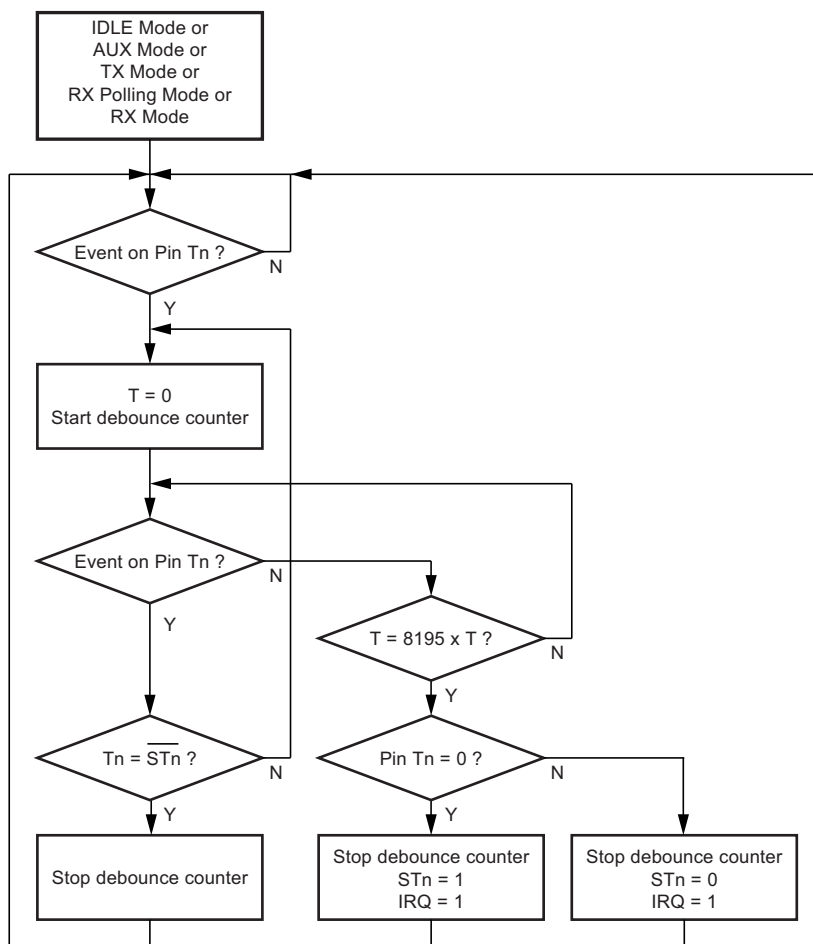 IDLE Mode or
AUX Mode or
TX Mode or
RX Polling Mode or
RX Mode
Event on Pin Tn ?
N
Y
T = 0
Start debounce counter
Event on Pin Tn ?
N
Y
T = 8195 x T ?
N
Y
Tn = S̅T̅n̅ ?
N
Y
Pin Tn = 0 ?
N
Y
Stop debounce counter
Stop debounce counter
STn = 1
IRQ = 1
Stop debounce counter
STn = 0
IRQ = 1